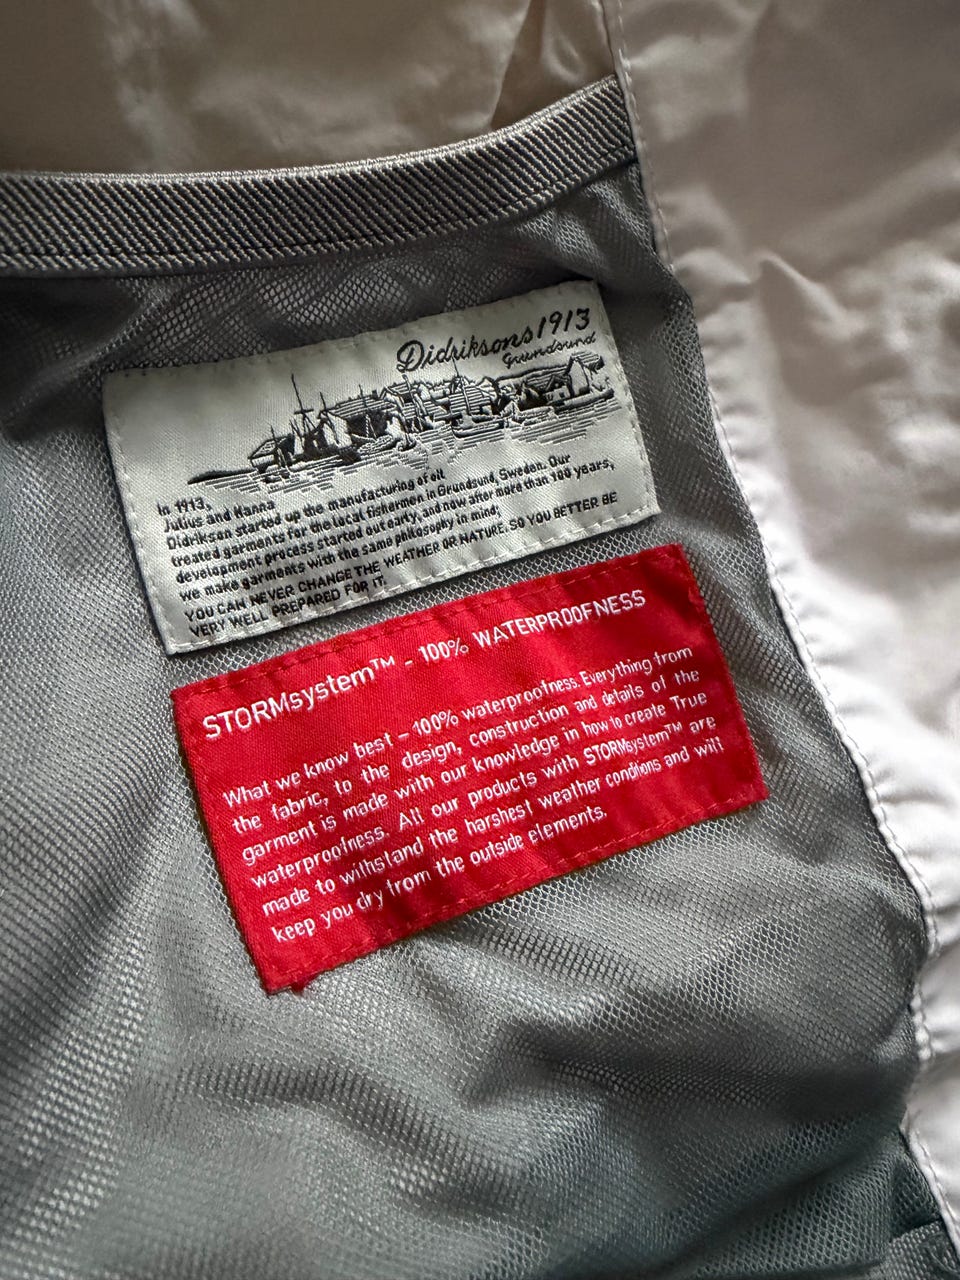 Didriksons1913
Grundsund
In 1913,
Julius and Hanna
Didrikson started up the manufacturing of oil
treated garments for the local fishermen in Grundsund, Sweden. Our
development process started out early, and now after more than 100 years,
we make garments with the same philosophy in mind;
YOU CAN NEVER CHANGE THE WEATHER OR NATURE, SO YOU BETTER BE
VERY WELL PREPARED FOR IT.
STORMsystem™ - 100% WATERPROOFNESS
What we know best - 100% waterproofness. Everything from
the fabric, to the design, construction and details of the
garment is made with our knowledge in how to create True
waterproofness. All our products with STORMsystem™ are
made to withstand the harshest weather conditions and will
keep you dry from the outside elements.